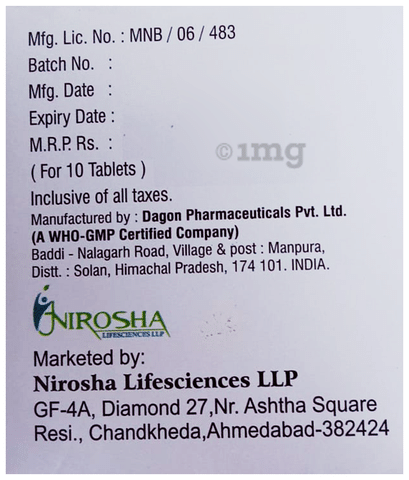 Mfg. Lic. No. : MNB / 06 / 483
Batch No. :
Mfg. Date :
Expiry Date :
M.R.P. Rs. :
©1mg
( For 10 Tablets )
Inclusive of all taxes.
Manufactured by : Dagon Pharmaceuticals Pvt. Ltd.
(A WHO-GMP Certified Company)
Baddi - Nalagarh Road, Village & post : Manpura,
Distt. : Solan, Himachal Pradesh, 174 101. INDIA.
NIROSHA
LIFESCIENCES LLP
Marketed by:
Nirosha Lifesciences LLP
GF-4A, Diamond 27,Nr. Ashtha Square
Resi., Chandkheda,Ahmedabad-382424